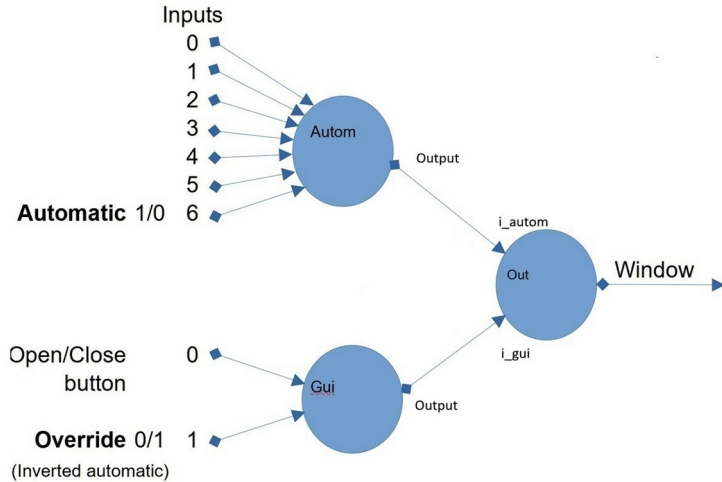 Inputs
0
1
2
3
4
5
Automatic 1/0 6
Autom
Output
i_autom
Out
Window
Open/Close 0
button
Gui
i_gui
Output
Override 0/1 1
(Inverted automatic)